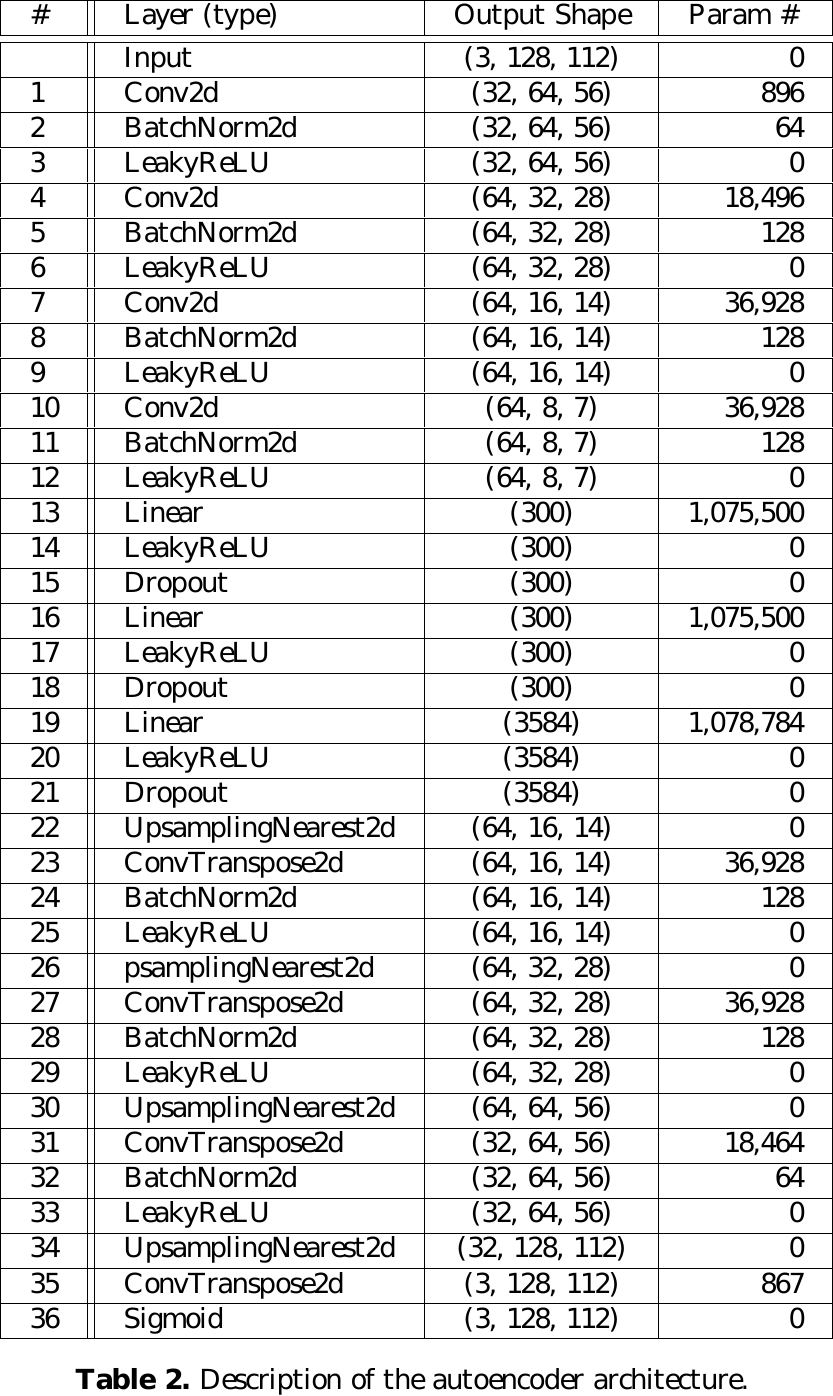 # Layer (type) Output Shape Param #
Input (3, 128, 112) 0
1 Conv2d (32, 64, 56) 896
2 BatchNorm2d (32, 64, 56) 64
3 LeakyReLU (32, 64, 56) 0
4 Conv2d (64, 32, 28) 18,496
5 BatchNorm2d (64, 32, 28) 128
6 LeakyReLU (64, 32, 28) 0
7 Conv2d (64, 16, 14) 36,928
8 BatchNorm2d (64, 16, 14) 128
9 LeakyReLU (64, 16, 14) 0
10 Conv2d (64, 8, 7) 36,928
11 BatchNorm2d (64, 8, 7) 128
12 LeakyReLU (64, 8, 7) 0
13 Linear (300) 1,075,500
14 LeakyReLU (300) 0
15 Dropout (300) 0
16 Linear (300) 1,075,500
17 LeakyReLU (300) 0
18 Dropout (300) 0
19 Linear (3584) 1,078,784
20 LeakyReLU (3584) 0
21 Dropout (3584) 0
22 UpsamplingNearest2d (64, 16, 14) 0
23 ConvTranspose2d (64, 16, 14) 36,928
24 BatchNorm2d (64, 16, 14) 128
25 LeakyReLU (64, 16, 14) 0
26 psamplingNearest2d (64, 32, 28) 0
27 ConvTranspose2d (64, 32, 28) 36,928
28 BatchNorm2d (64, 32, 28) 128
29 LeakyReLU (64, 32, 28) 0
30 UpsamplingNearest2d (64, 64, 56) 0
31 ConvTranspose2d (32, 64, 56) 18,464
32 BatchNorm2d (32, 64, 56) 64
33 LeakyReLU (32, 64, 56) 0
34 UpsamplingNearest2d (32, 128, 112) 0
35 ConvTranspose2d (3, 128, 112) 867
36 Sigmoid (3, 128, 112) 0
Table 2. Description of the autoencoder architecture.